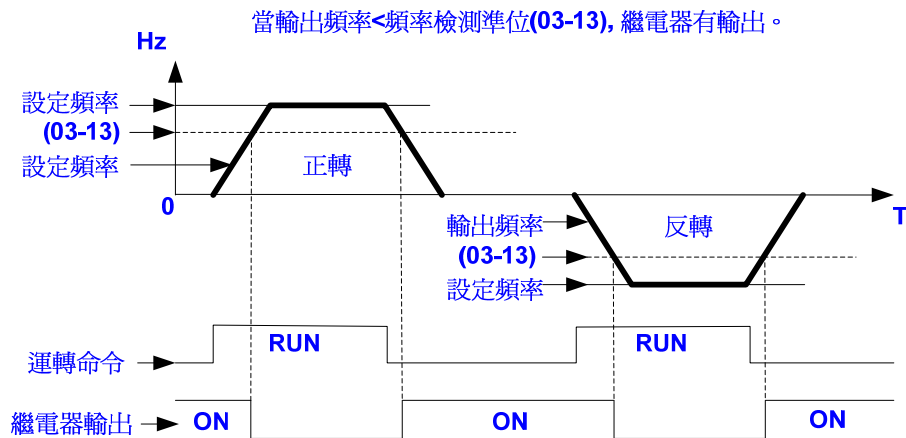 當輸出頻率<頻率檢測準位(03-13), 繼電器有輸出。
Hz
設定頻率
(03-13)
設定頻率
正轉
0
T
輸出頻率
反轉
(03-13)
設定頻率
RUN
RUN
運轉命令
ON
ON
ON
繼電器輸出